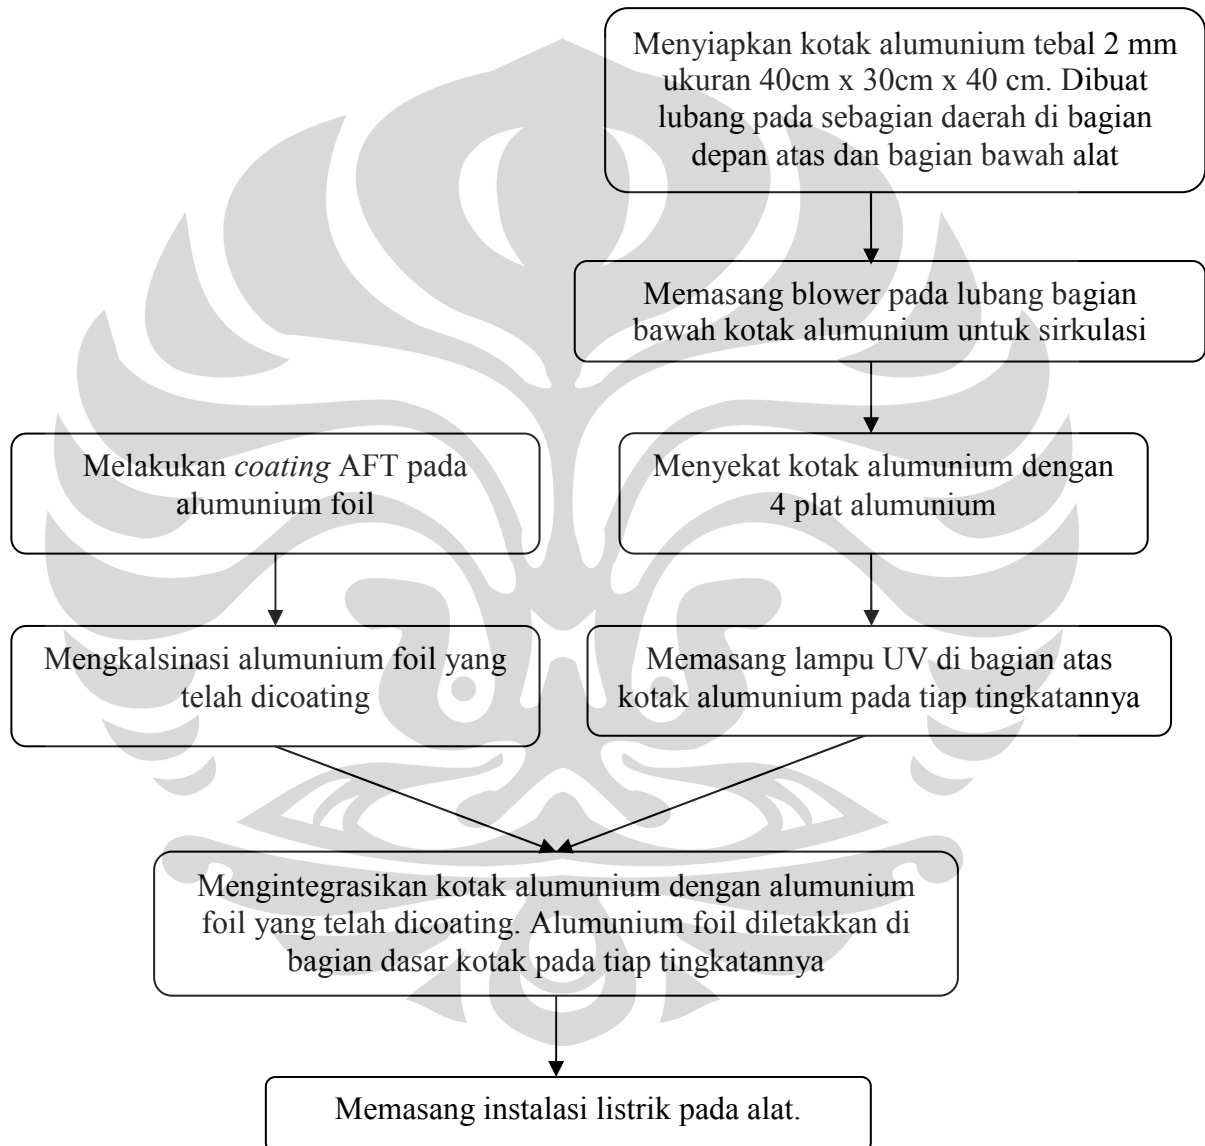 Menyiapkan kotak alumunium tebal 2 mm
ukuran 40cm x 30cm x 40 cm. Dibuat
lubang pada sebagian daerah di bagian
depan atas dan bagian bawah alat
Memasang blower pada lubang bagian
bawah kotak alumunium untuk sirkulasi
Melakukan coating AFT pada
alumunium foil
Menyekat kotak alumunium dengan
4 plat alumunium
Mengkalsinasi alumunium foil yang
telah dicoating
Memasang lampu UV di bagian atas
kotak alumunium pada tiap tingkatannya
Mengintegrasikan kotak alumunium dengan alumunium
foil yang telah dicoating. Alumunium foil diletakkan di
bagian dasar kotak pada tiap tingkatannya
Memasang instalasi listrik pada alat.